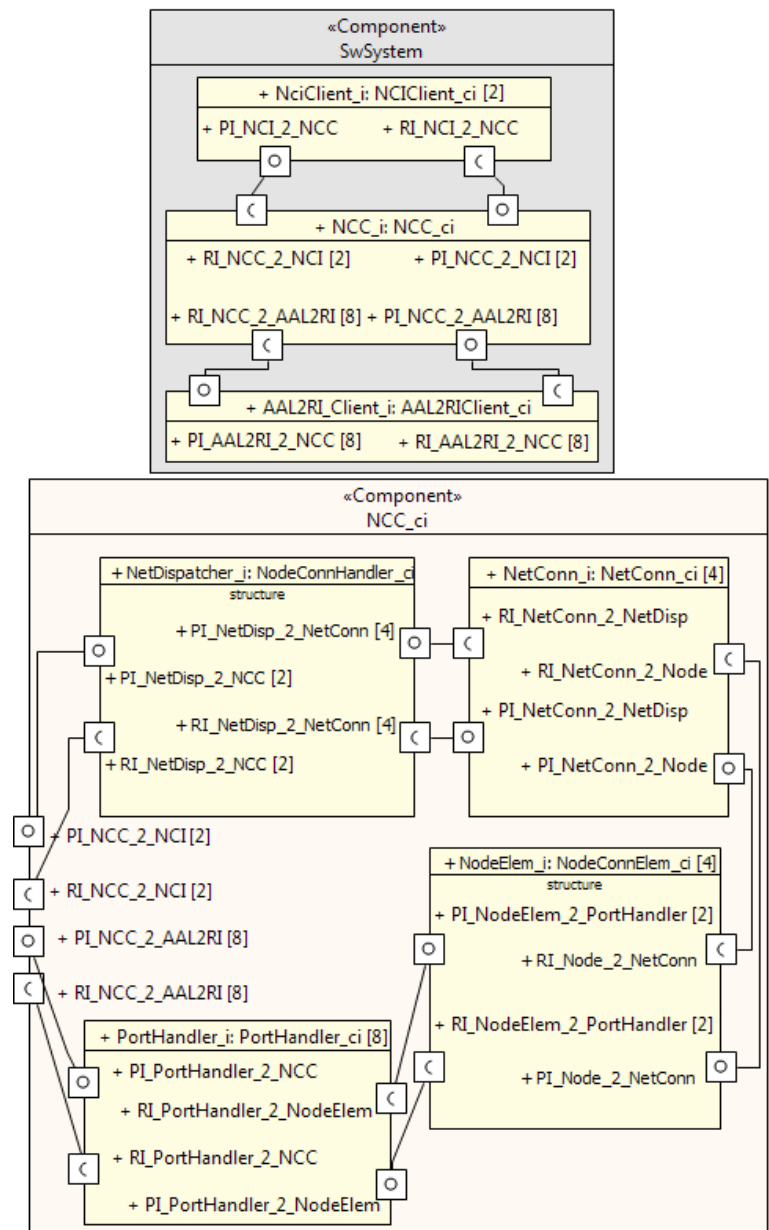 «Component»
SwSystem
+ NciClient_i: NCIClient_ci [2]
+ PI_NCI_2_NCC
+ RI_NCI_2_NCC
+ NCC_i: NCC_ci
+ RI_NCC_2_NCI [2]
+ PI_NCC_2_NCI [2]
+ RI_NCC_2_AAL2RI [8]
+ PI_NCC_2_AAL2RI [8]
+ AAL2RI_Client_i: AAL2RIClient_ci
+ PI_AAL2RI_2_NCC [8]
+ RI_AAL2RI_2_NCC [8]
«Component»
NCC_ci
+ NetDispatcher_i: NodeConnHandler_ci
structure
+ PI_NetDisp_2_NetConn [4]
+ PI_NetDisp_2_NCC [2]
+ RI_NetDisp_2_NetConn [4]
+ RI_NetDisp_2_NCC [2]
+ NetConn_i: NetConn_ci [4]
+ RI_NetConn_2_NetDisp
+ RI_NetConn_2_Node
+ PI_NetConn_2_NetDisp
+ PI_NetConn_2_Node
+ PI_NCC_2_NCI [2]
+ RI_NCC_2_NCI [2]
+ PI_NCC_2_AAL2RI [8]
+ RI_NCC_2_AAL2RI [8]
+ NodeElem_i: NodeConnElem_ci [4]
structure
+ PI_NodeElem_2_PortHandler [2]
+ RI_Node_2_NetConn
+ RI_NodeElem_2_PortHandler [2]
+ PI_Node_2_NetConn
+ PortHandler_i: PortHandler_ci [8]
+ PI_PortHandler_2_NCC
+ RI_PortHandler_2_NodeElem
+ RI_PortHandler_2_NCC
+ PI_PortHandler_2_NodeElem